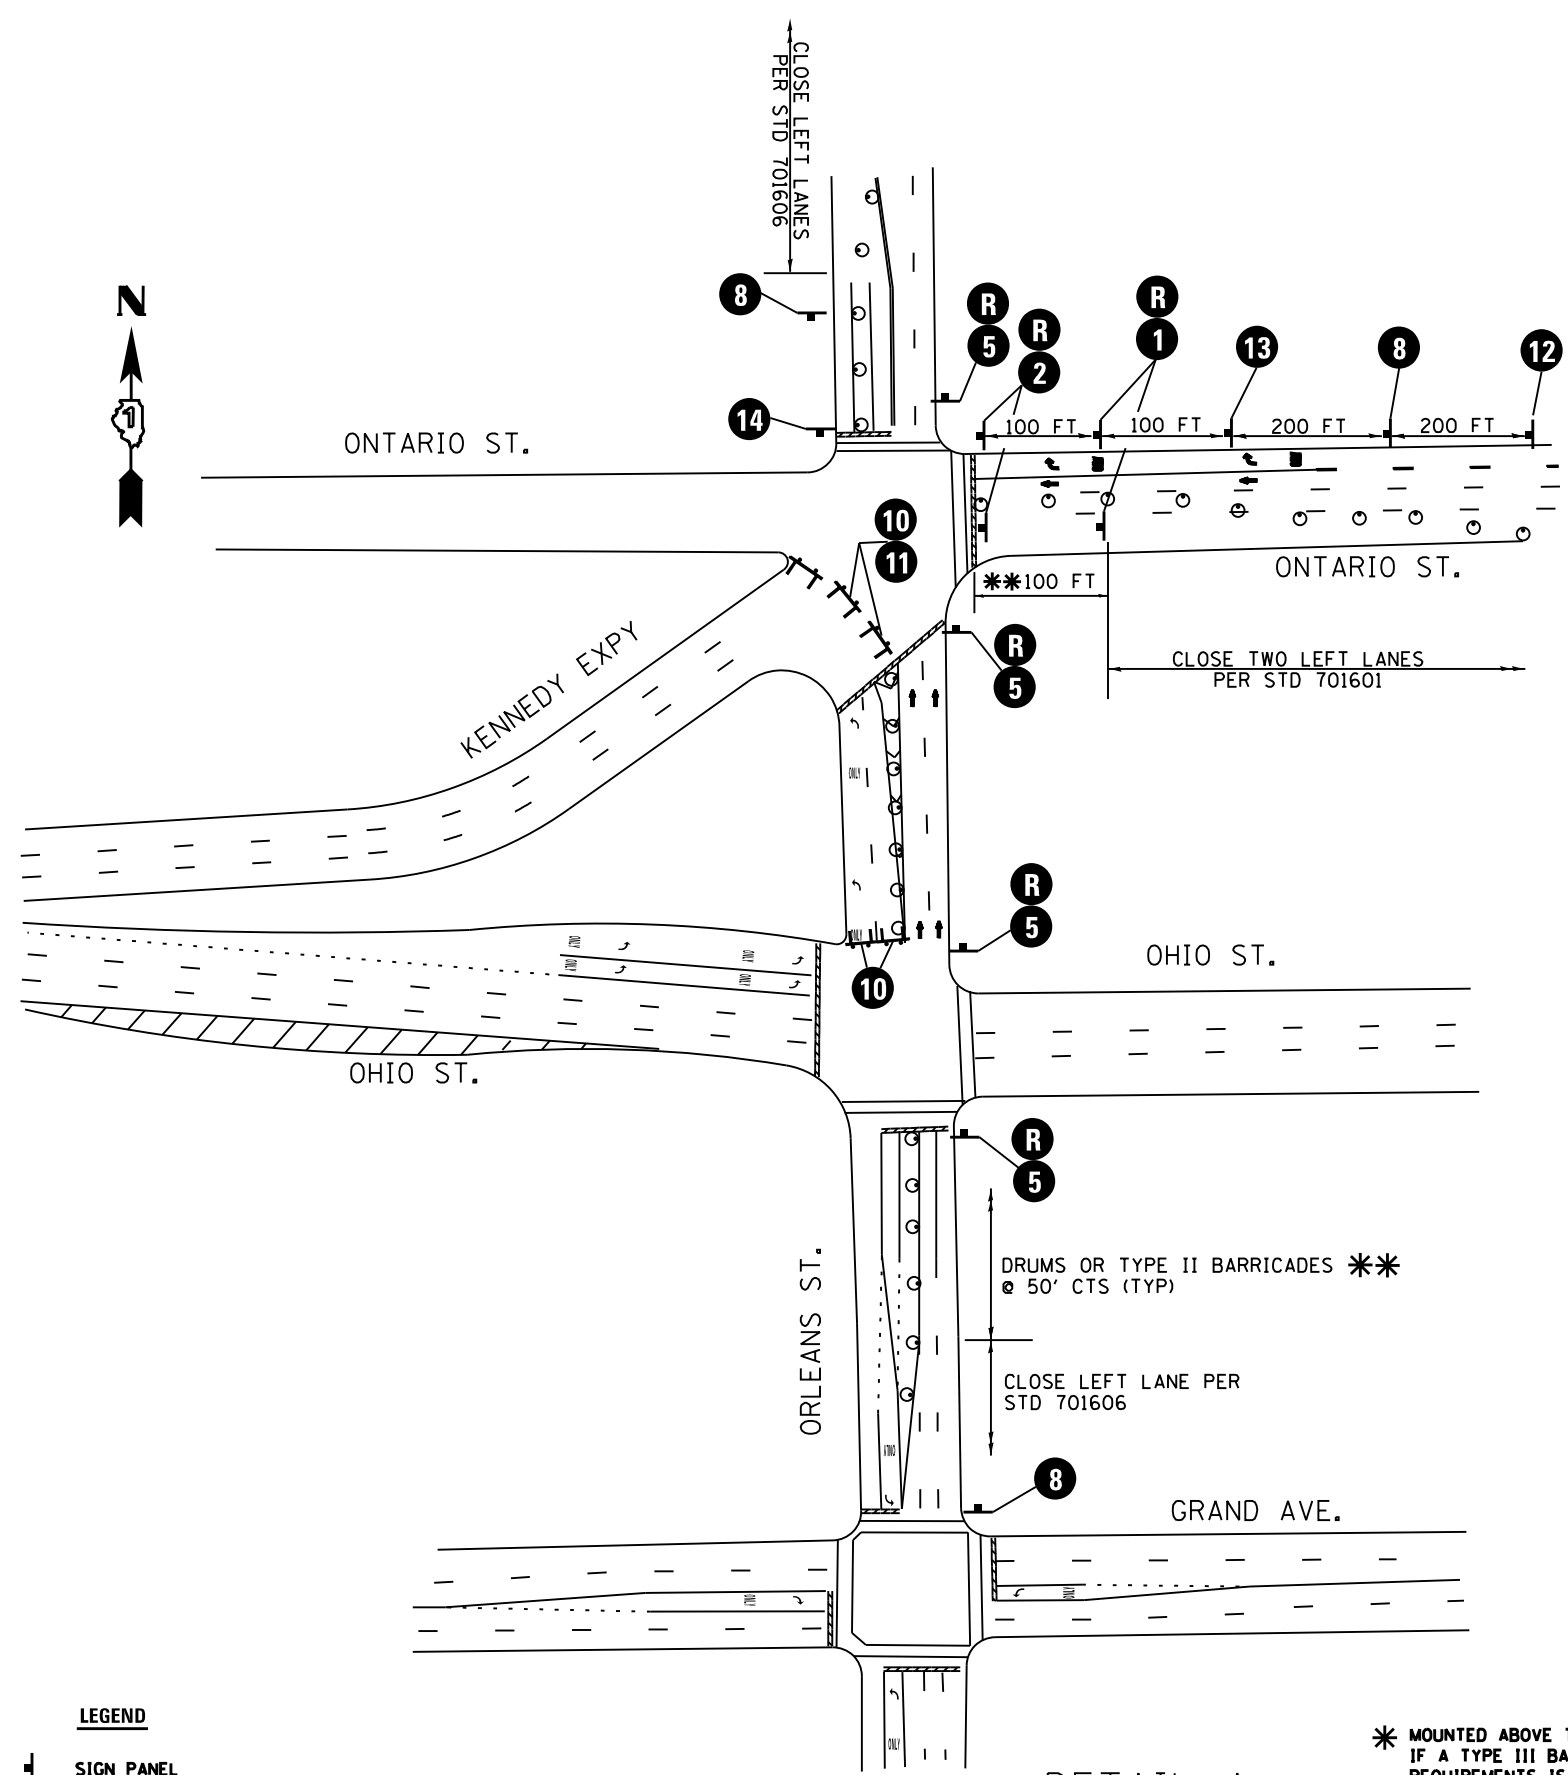 CLOSE LEFT LANES
PER STD 701606
N
1
8
R
5
R
2
R
1
13
8
12
14
100 FT
100 FT
200 FT
200 FT
ONTARIO ST.
10
11
ONTARIO ST.
**100 FT
R
5
CLOSE TWO LEFT LANES
PER STD 701601
KENNEDY EXPY
ONLY
R
5
ONLY
ONLY
ONLY
ONLY
ONLY
10
OHIO ST.
OHIO ST.
R
5
DRUMS OR TYPE II BARRICADES **
@ 50' CTS (TYP)
ORLEANS ST.
CLOSE LEFT LANE PER
STD 701606
ONLY
8
GRAND AVE.
ONLY
ONLY
ONLY
LEGEND
SIGN PANEL
* MOUNTED ABOVE
IF A TYPE III